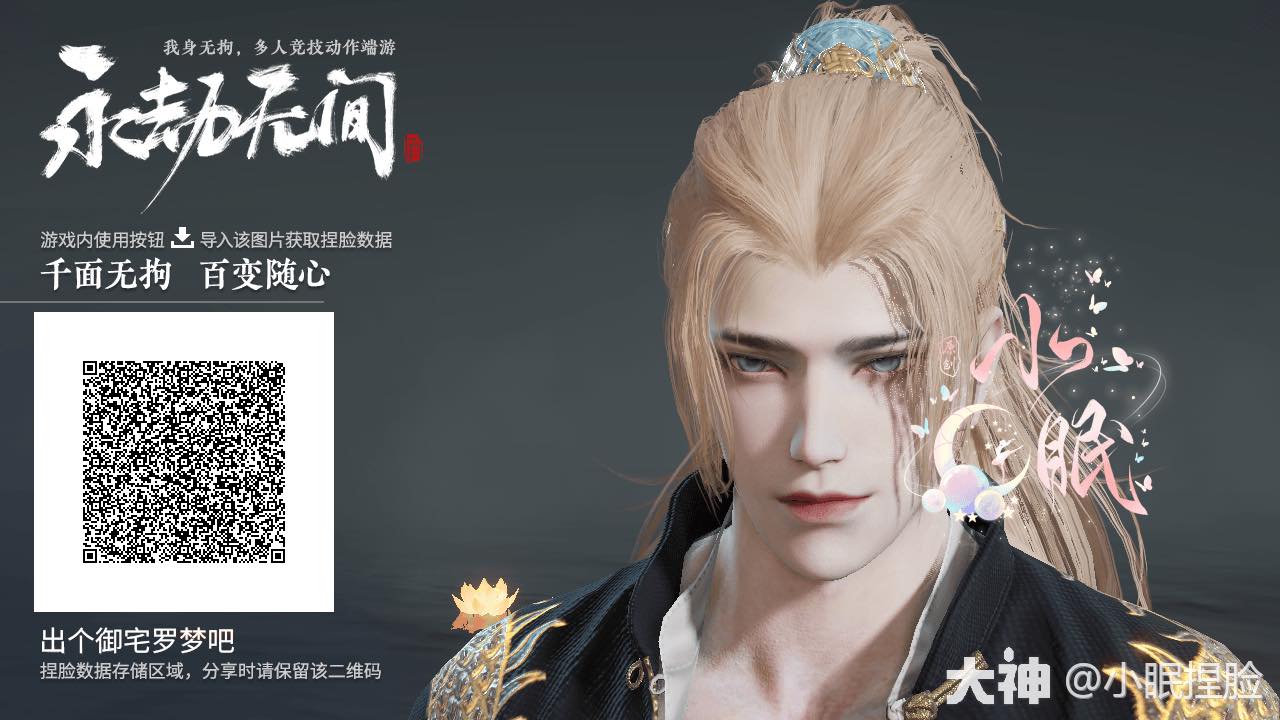 我身无拘，多人竞技动作端游
永劫无间
游戏内使用按钮 导入该图片获取捏脸数据
千面无拘 百变随心
出个御宅罗梦吧
捏脸数据存储区域，分享时请保留该二维码
原创
小
眠
大神 @小眠捏脸